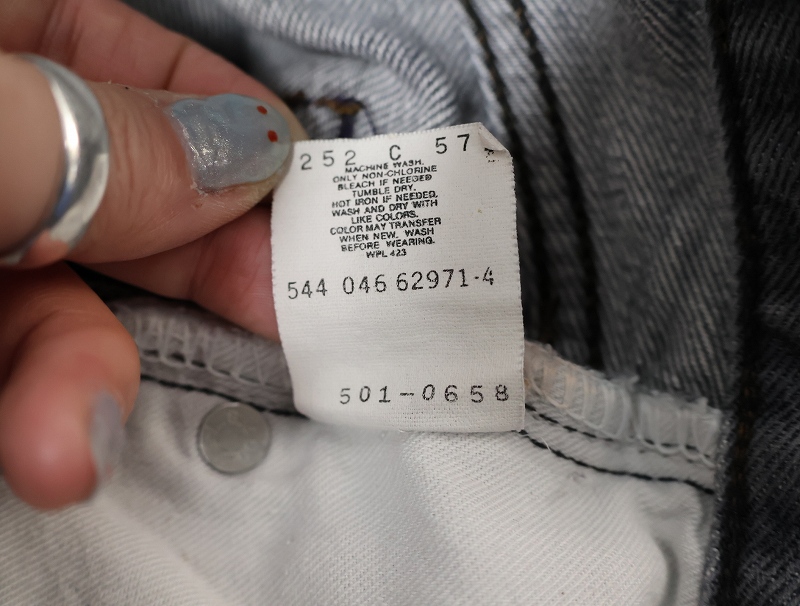 252 C 57
MACHINE WASH.
ONLY NON-CHLORINE
BLEACH IF NEEDED
TUMBLE DRY.
HOT IRON IF NEEDED.
WASH AND DRY WITH
LIKE COLORS.
COLOR MAY TRANSFER
WHEN NEW. WASH
BEFORE WEARING.
WPL 423
544 046 62971-4
501-0658